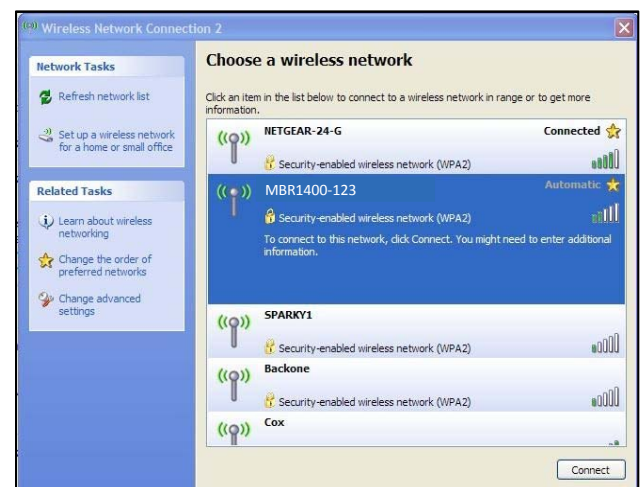 Wireless Network Connection 2
Network Tasks
Refresh network list
Set up a wireless network
for a home or small office
Related Tasks
Learn about wireless
networking
Change the order of
preferred networks
Change advanced
settings
Choose a wireless network
Click an item in the list below to connect to a wireless network in range or to get more
information.
NETGEAR-24-G Connected
Security-enabled wireless network (WPA2)
MBR1400-123 Automatic
Security-enabled wireless network (WPA2)
To connect to this network, click Connect. You might need to enter additional
information.
SPARKY1
Security-enabled wireless network (WPA2)
Backone
Security-enabled wireless network (WPA2)
Cox
Connect